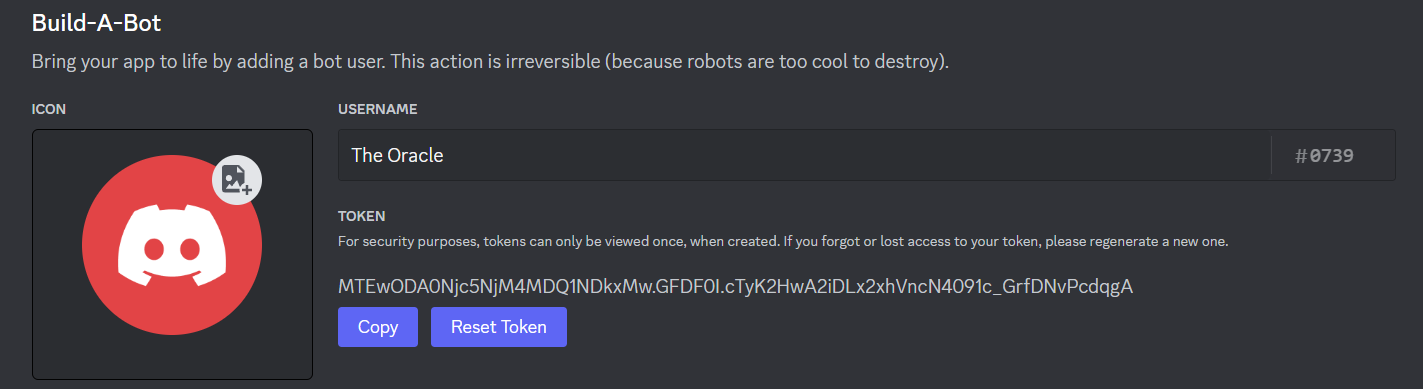 Build-A-Bot
Bring your app to life by adding a bot user. This action is irreversible (because robots are too cool to destroy).
ICON
USERNAME
The Oracle #0739
TOKEN
For security purposes, tokens can only be viewed once, when created. If you forgot or lost access to your token, please regenerate a new one.
MTEwODA0Njc5NjM4MDQ1NDkxMw.GFDF0I.cTyK2HwA2iDLx2xhVncN4091c_GrfDNvPcdqgA
Copy Reset Token